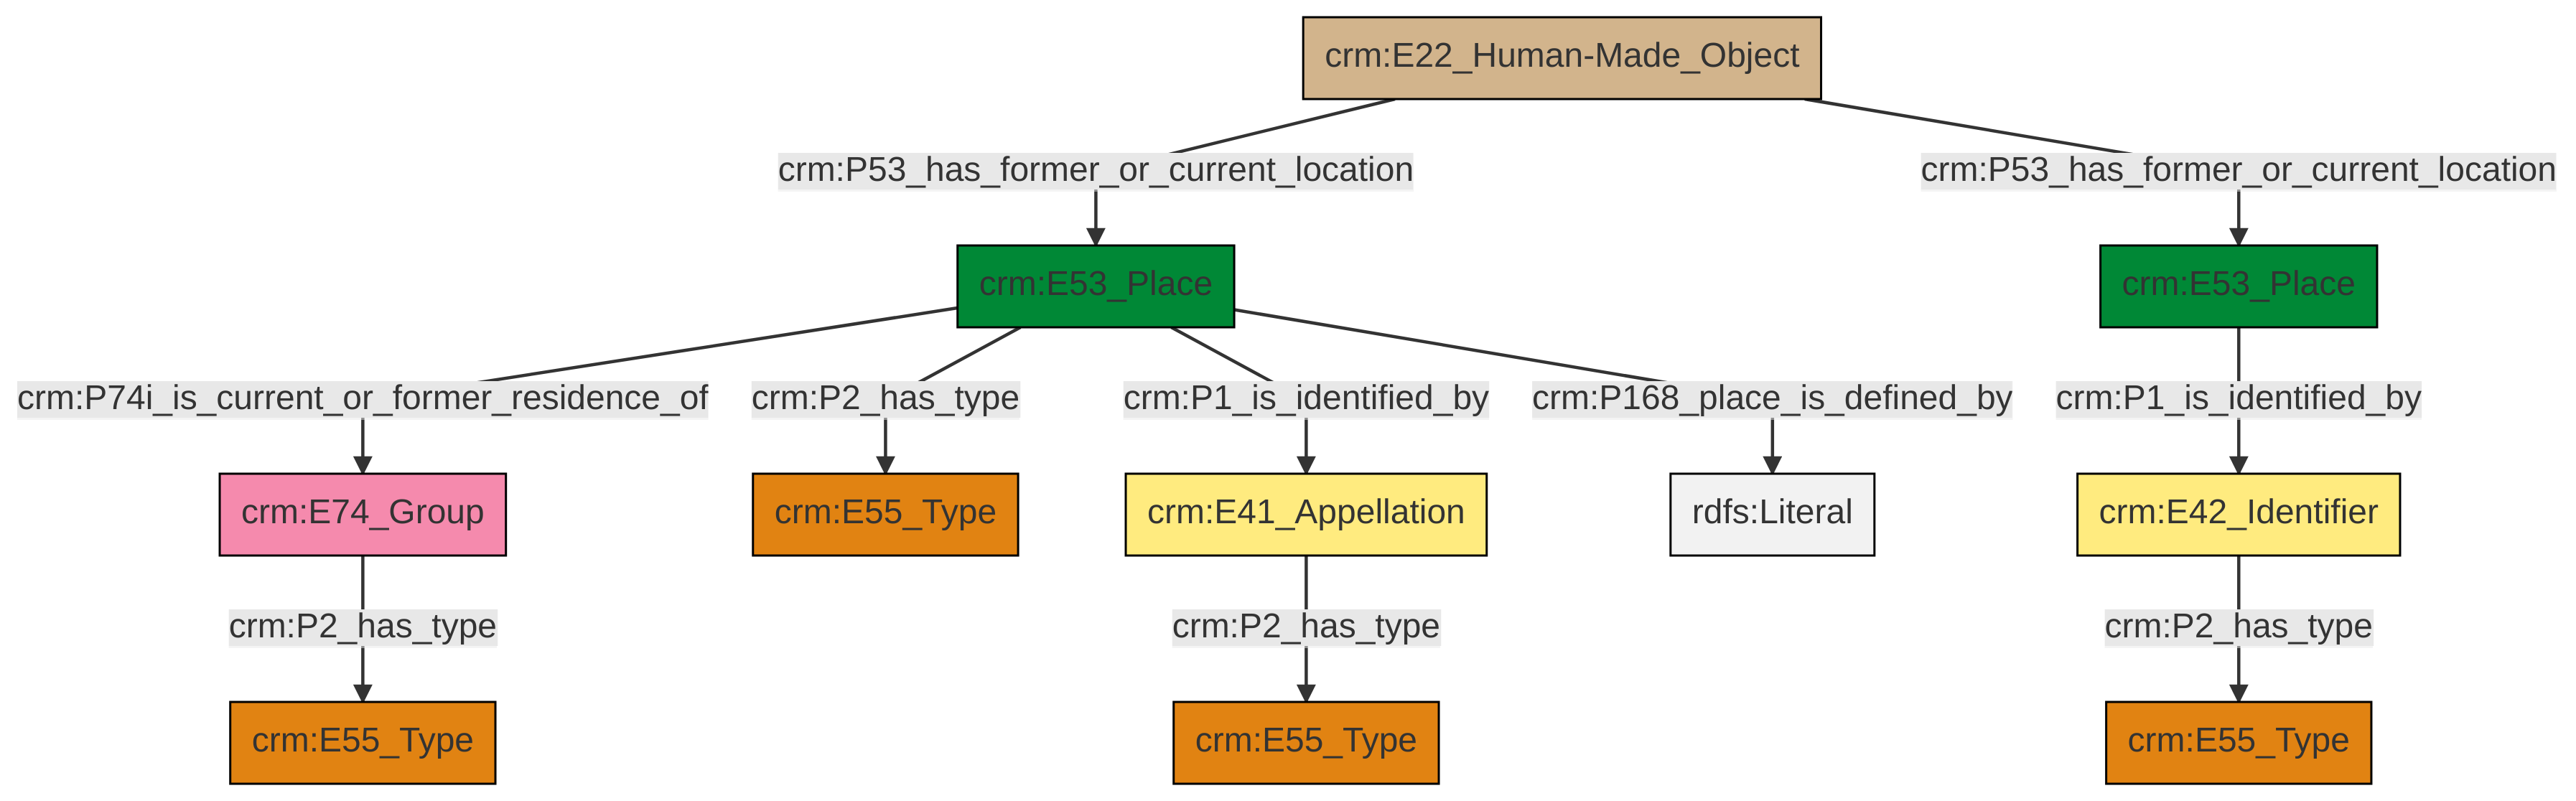 crm:E22_Human-Made_Object
crm:P53_has_former_or_current_location
crm:P53_has_former_or_current_location
crm:E53_Place
crm:E53_Place
crm:P74i_is_current_or_former_residence_of
crm:P2_has_type
crm:P1_is_identified_by
crm:P168_place_is_defined_by
crm:P1_is_identified_by
crm:E74_Group
crm:E55_Type
crm:E41_Appellation
rdfs:Literal
crm:E42_Identifier
crm:P2_has_type
crm:P2_has_type
crm:P2_has_type
crm:E55_Type
crm:E55_Type
crm:E55_Type